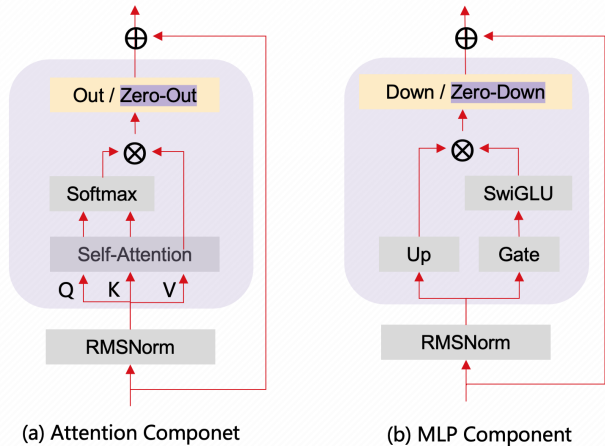 Out / Zero-Out
Softmax
Self-Attention
Q K V
RMSNorm
(a) Attention Componet
Down / Zero-Down
SwiGLU
Up Gate
RMSNorm
(b) MLP Component